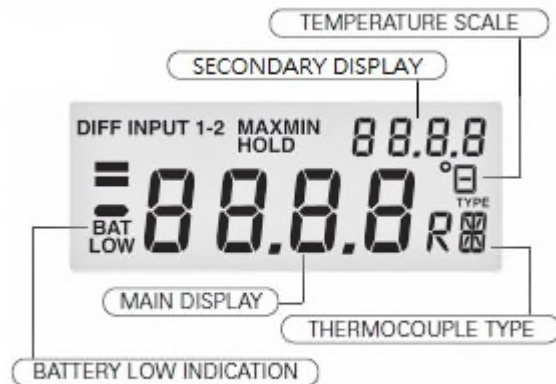 TEMPERATURE SCALE
SECONDARY DISPLAY
DIFF INPUT 1-2 MAXMIN 88.8.8
HOLD
°8
TYPE
BAT
LOW
88.8.8 R
MAIN DISPLAY
THERMOCOUPLE TYPE
BATTERY LOW INDICATION